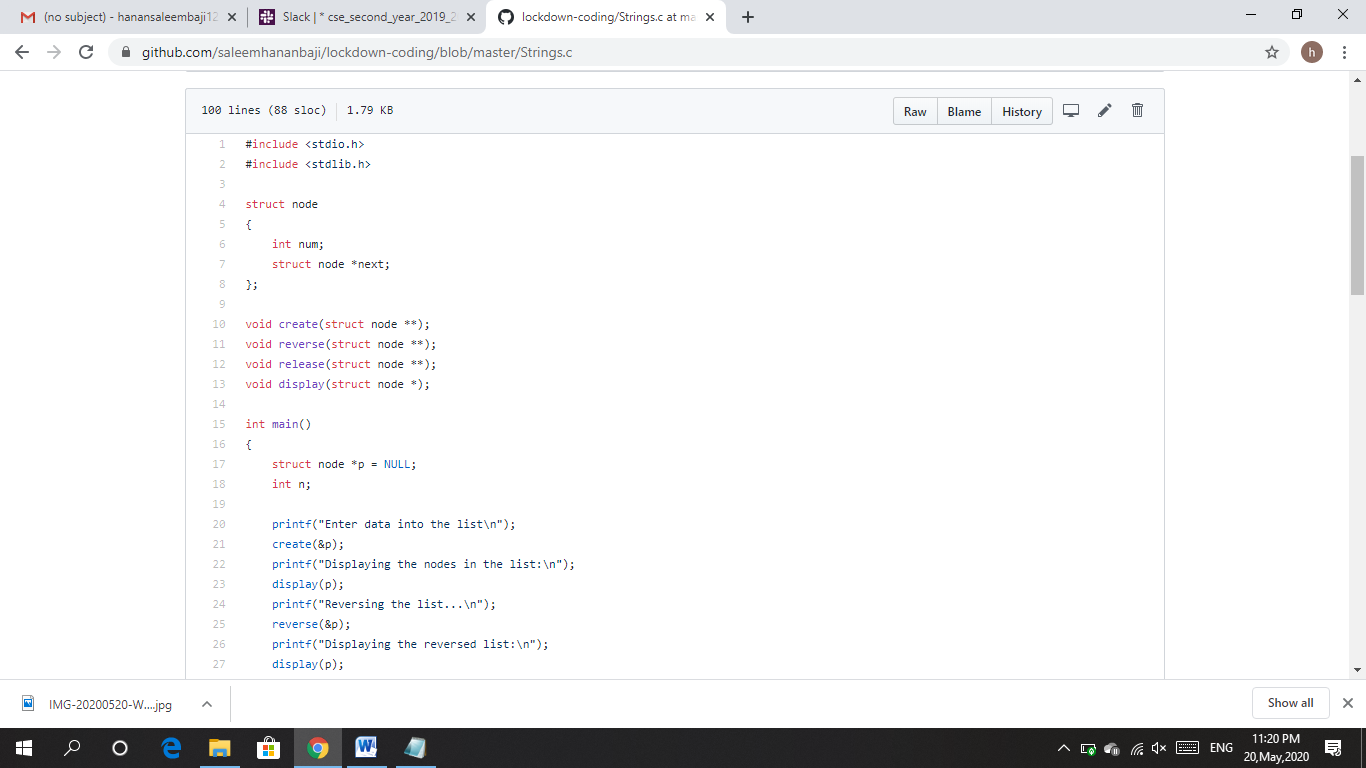 (no subject) - hanansaleembaji12
Slack | * cse_second_year_2019_2
lockdown-coding/Strings.c at ma
github.com/saleemhananbaji/lockdown-coding/blob/master/Strings.c
h
100 lines (88 sloc) 1.79 KB
Raw Blame History
1 #include <stdio.h>
2 #include <stdlib.h>
3
4 struct node
5 {
6 int num;
7 struct node *next;
8 };
9
10 void create(struct node **);
11 void reverse(struct node **);
12 void release(struct node **);
13 void display(struct node *);
14
15 int main()
16 {
17 struct node *p = NULL;
18 int n;
19
20 printf("Enter data into the list\n");
21 create(&p);
22 printf("Displaying the nodes in the list:\n");
23 display(p);
24 printf("Reversing the list...\n");
25 reverse(&p);
26 printf("Displaying the reversed list:\n");
27 display(p);
IMG-20200520-W....jpg
Show all
ENG
11:20 PM
20,May,2020